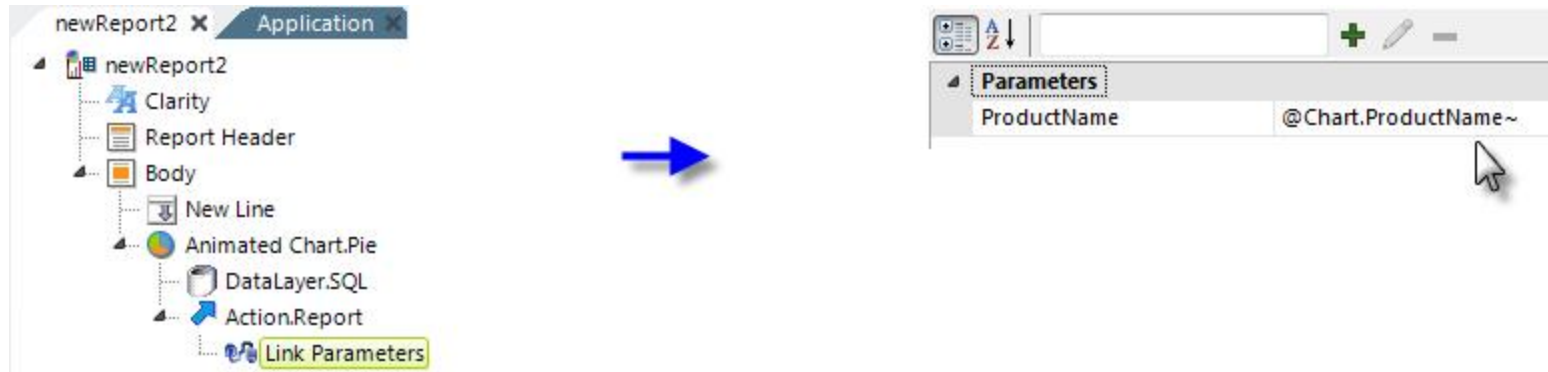 newReport2
Application
newReport2
Clarity
Report Header
Body
New Line
Animated Chart.Pie
DataLayer.SQL
Action.Report
Link Parameters
A
Z
Parameters
ProductName @Chart.ProductName~